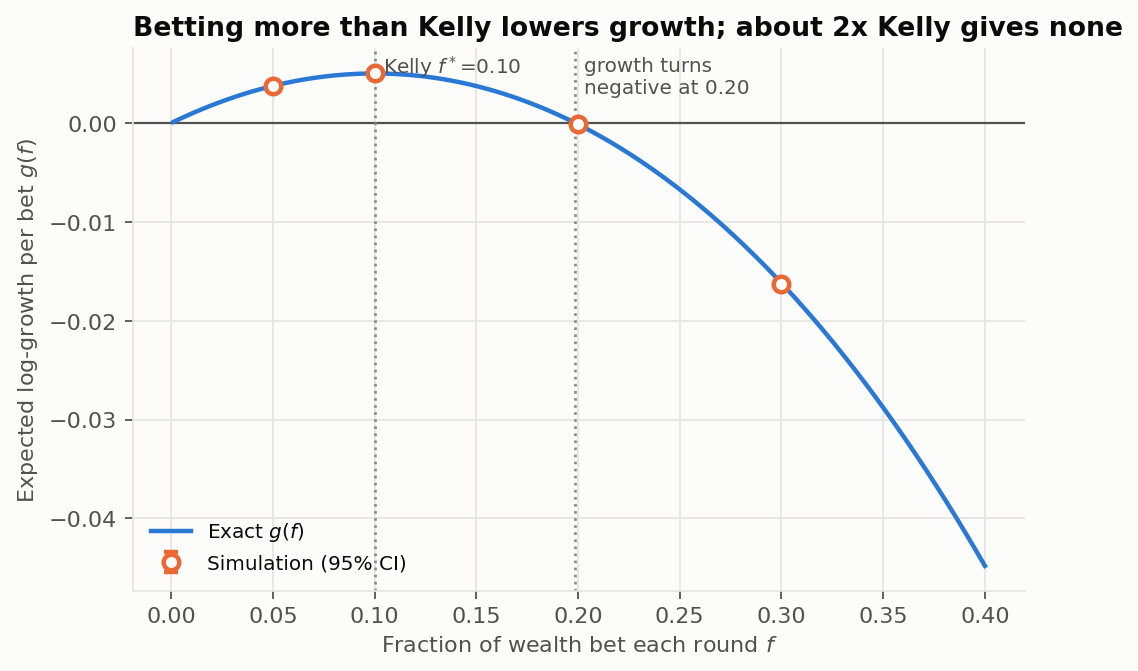 Betting more than Kelly lowers growth; about 2x Kelly gives none
Kelly f*=0.10
growth turns
negative at 0.20
Expected log-growth per bet g(f)
0.00
−0.01
−0.02
−0.03
−0.04
Exact g(f)
Simulation (95% CI)
0.00 0.05 0.10 0.15 0.20 0.25 0.30 0.35 0.40
Fraction of wealth bet each round f